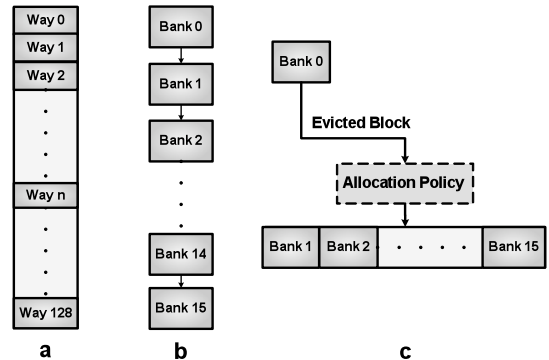 Way 0
Way 1
Way 2
Way n
Way 128
a
Bank 0
Bank 1
Bank 2
Bank 14
Bank 15
b
Bank 0
Evicted Block
Allocation Policy
Bank 1
Bank 2
Bank 15
c